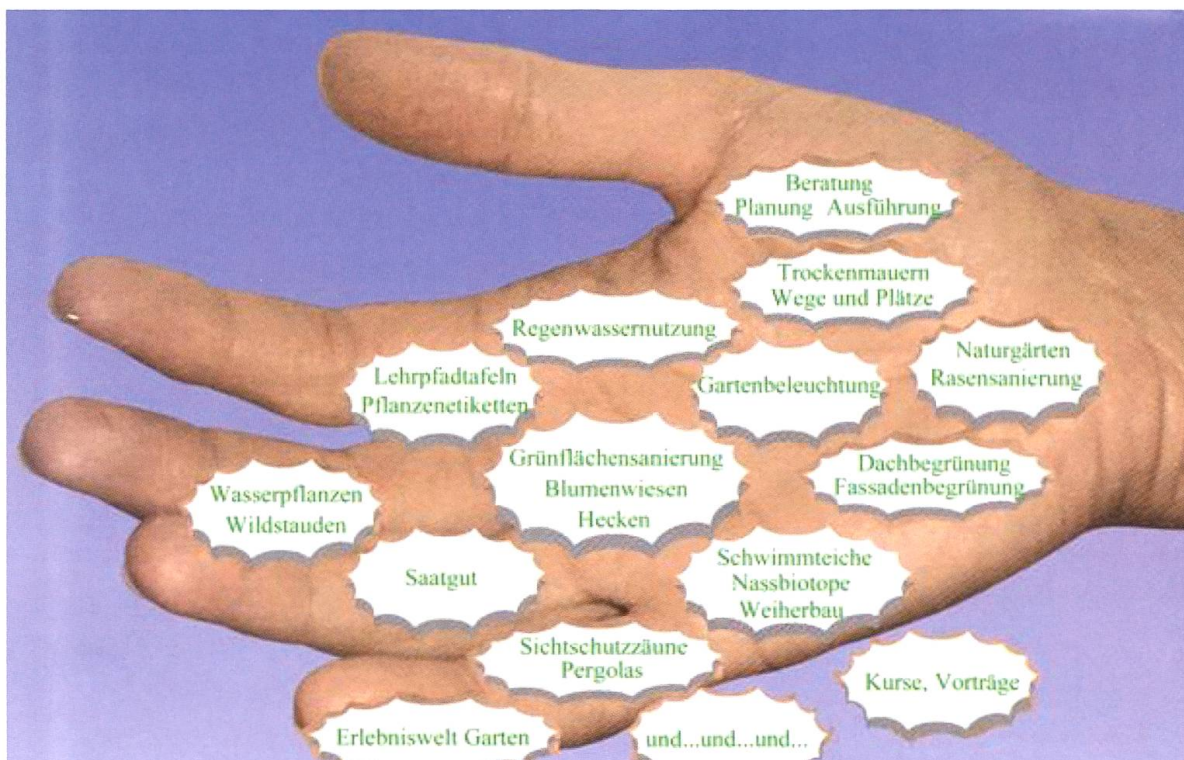 Beratung
Planung Ausführung
Trockenmauern
Wege und Plätze
Regenwassernutzung
Naturgärten
Rasensanierung
Lehrpfadtafeln
Pflanzenetiketten
Gartenbeleuchtung
Grünflächensanierung
Blumenwiesen
Hecken
Dachbegrünung
Fassadenbegrünung
Wasserpflanzen
Wildstauden
Saatgut
Schwimmteiche
Nassbiotope
Weiherbau
Sichtschutzzäune
Pergolas
Kurse, Vorträge
Erlebniswelt Garten
und...und...und...